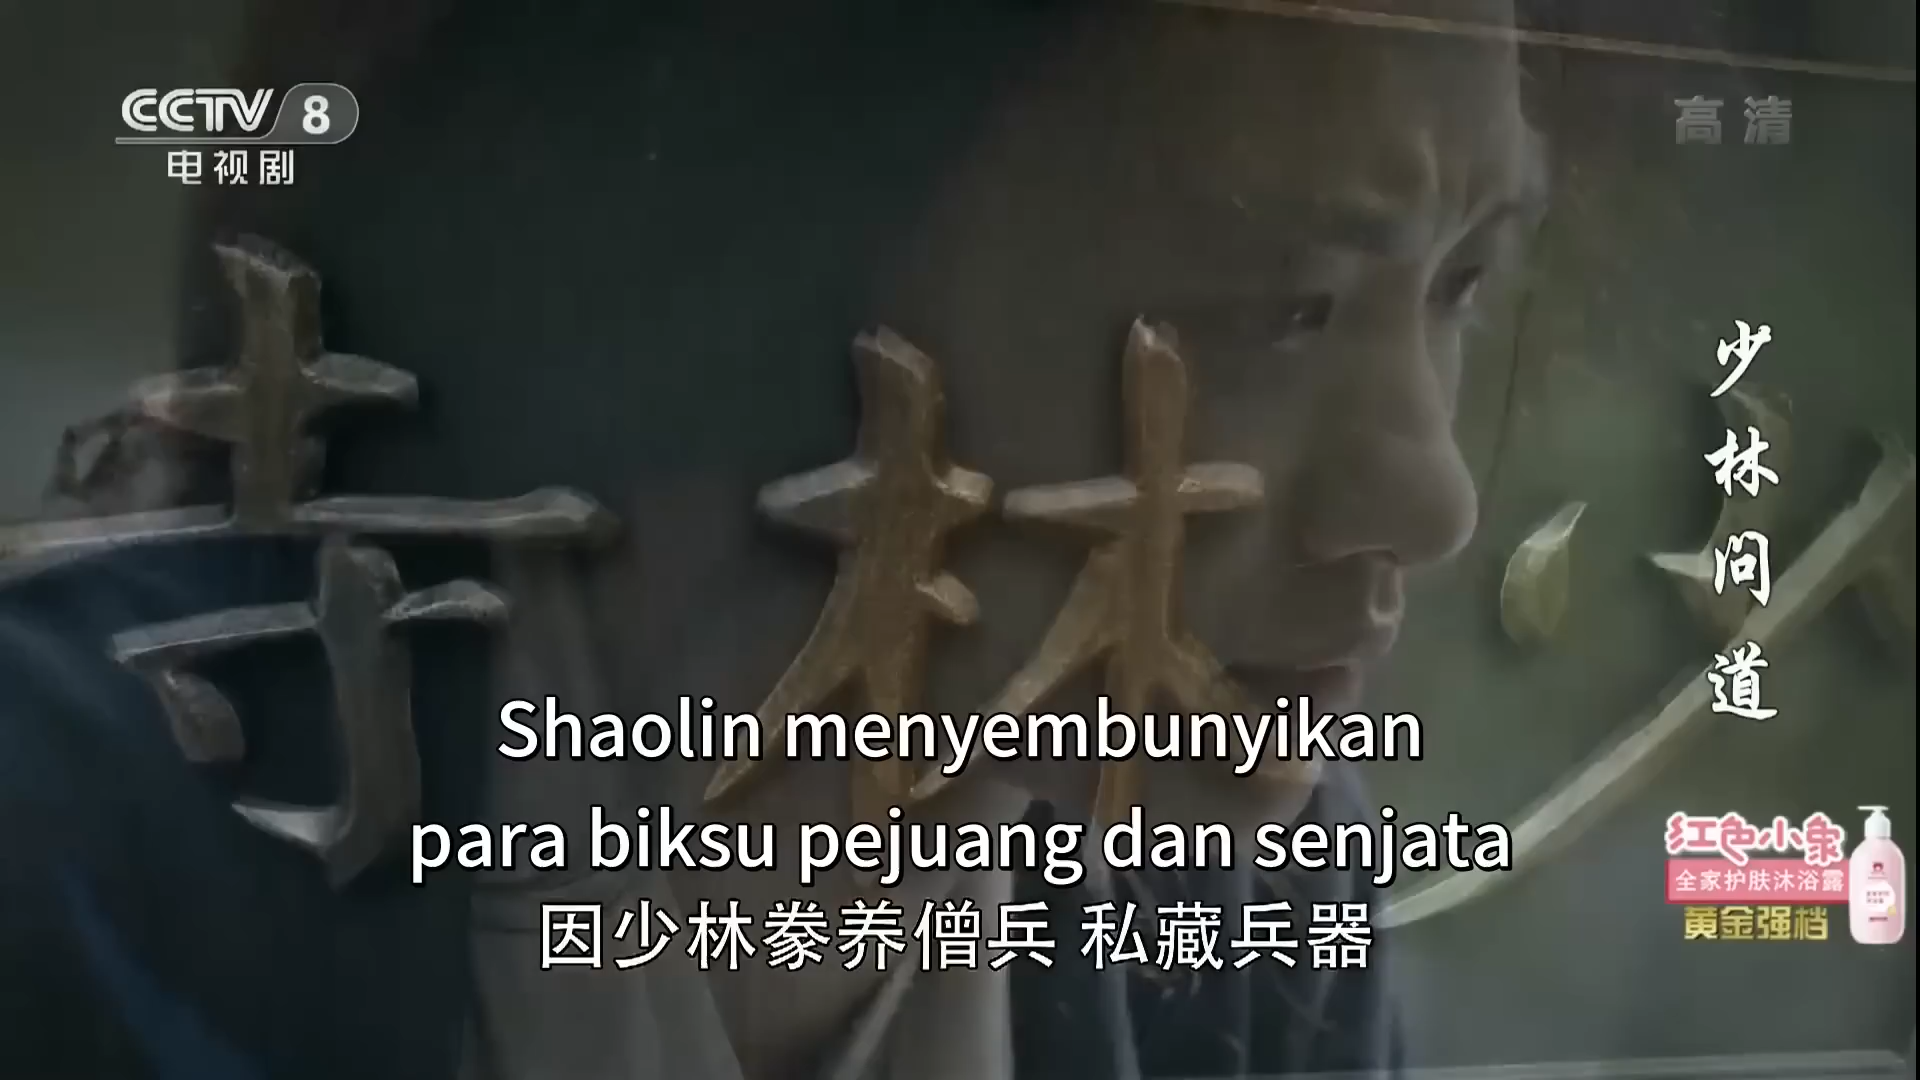 CCTV 8
电视剧
高清
寺林少
少林问道
Shaolin menyembunyikan
para biksu pejuang dan senjata
因少林豢养僧兵 私藏兵器
红色小象
全家护肤沐浴露
黄金强档